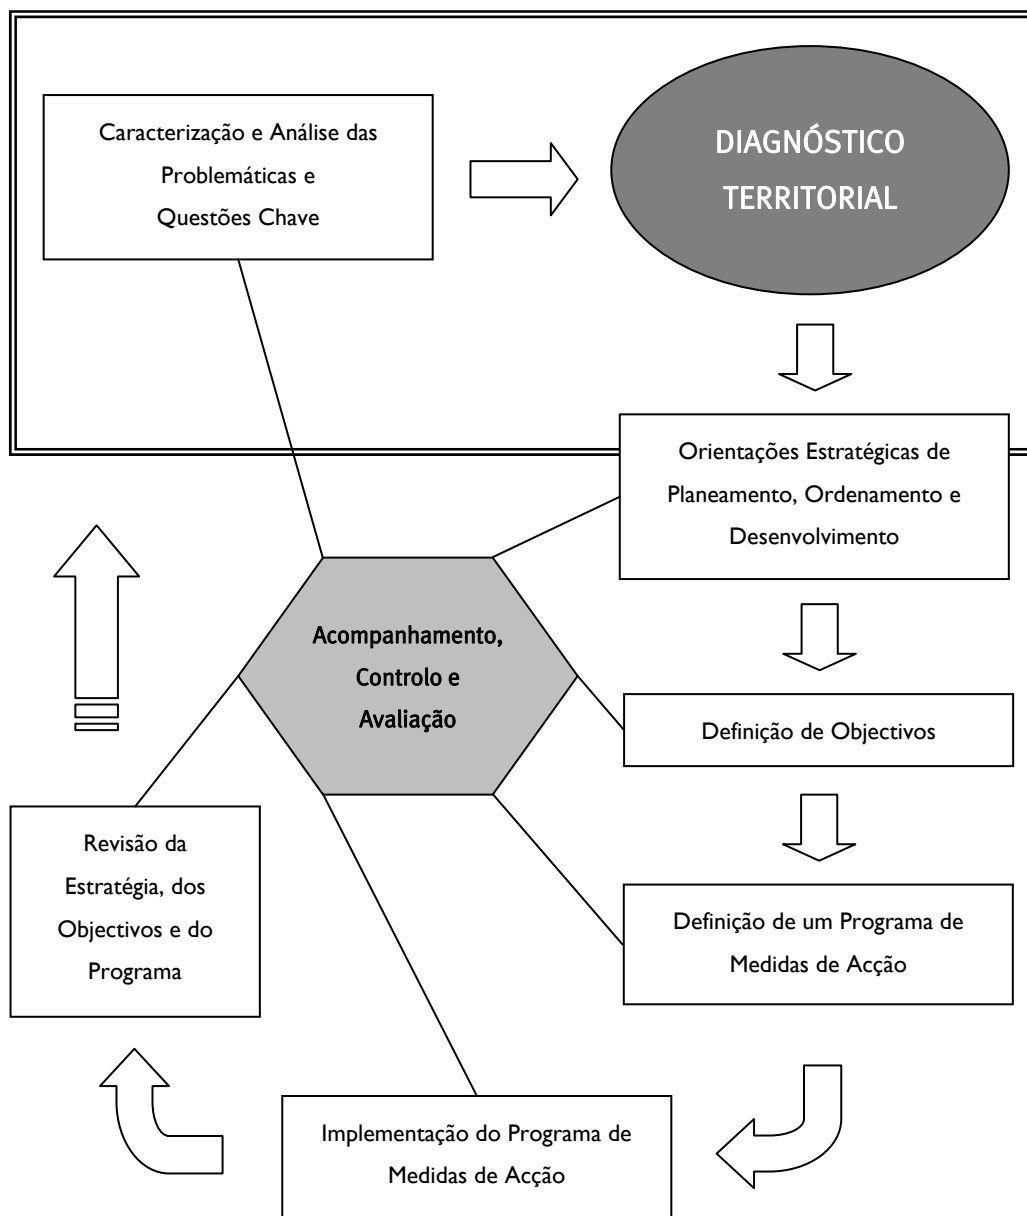 Caracterização e Análise das
Problemáticas e
Questões Chave
DIAGNÓSTICO
TERRITORIAL
Orientações Estratégicas de
Planeamento, Ordenamento e
Desenvolvimento
Acompanhamento,
Controlo e
Avaliação
Definição de Objectivos
Revisão da
Estratégia, dos
Objectivos e do
Programa
Definição de um Programa de
Medidas de Acção
Implementação do Programa de
Medidas de Acção